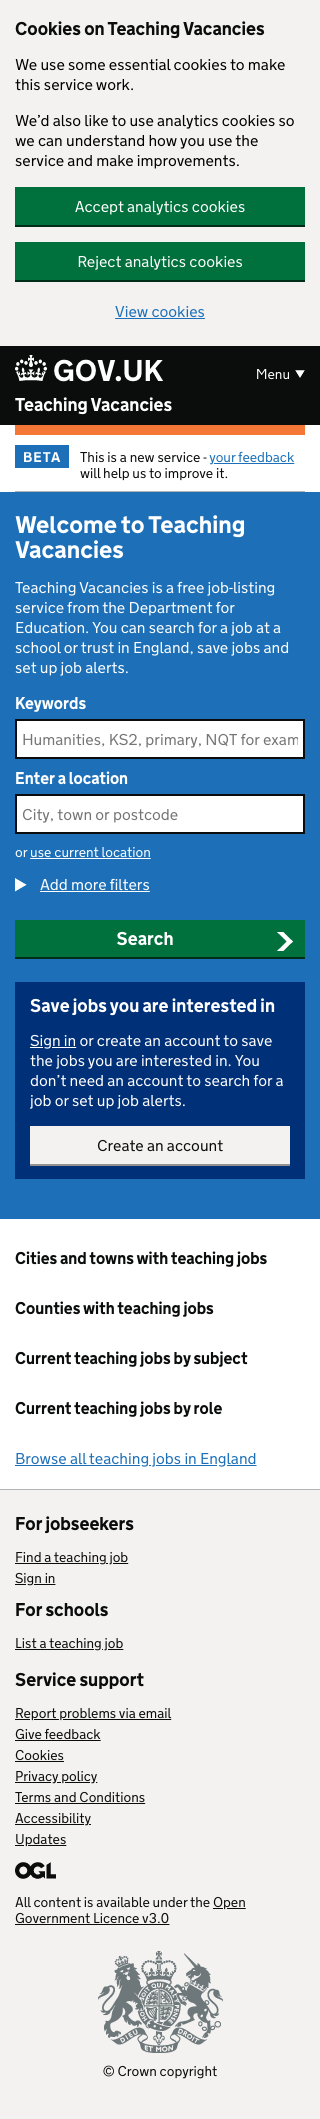 Cookies on Teaching Vacancies
We use some essential cookies to make
this service work.
We’d also like to use analytics cookies so
we can understand how you use the
service and make improvements.
Accept analytics cookies
Reject analytics cookies
View cookies
GOV.UK
Menu ▼
Teaching Vacancies
BETA
This is a new service - your feedback
will help us to improve it.
Welcome to Teaching
Vacancies
Teaching Vacancies is a free job-listing
service from the Department for
Education. You can search for a job at a
school or trust in England, save jobs and
set up job alerts.
Keywords
Humanities, KS2, primary, NQT for exam
Enter a location
City, town or postcode
or use current location
Add more filters
Search
Save jobs you are interested in
Sign in or create an account to save
the jobs you are interested in. You
don’t need an account to search for a
job or set up job alerts.
Create an account
Cities and towns with teaching jobs
Counties with teaching jobs
Current teaching jobs by subject
Current teaching jobs by role
Browse all teaching jobs in England
For jobseekers
Find a teaching job
Sign in
For schools
List a teaching job
Service support
Report problems via email
Give feedback
Cookies
Privacy policy
Terms and Conditions
Accessibility
Updates
OGL
All content is available under the Open
Government Licence v3.0
DIEU ET MON DROIT
© Crown copyright